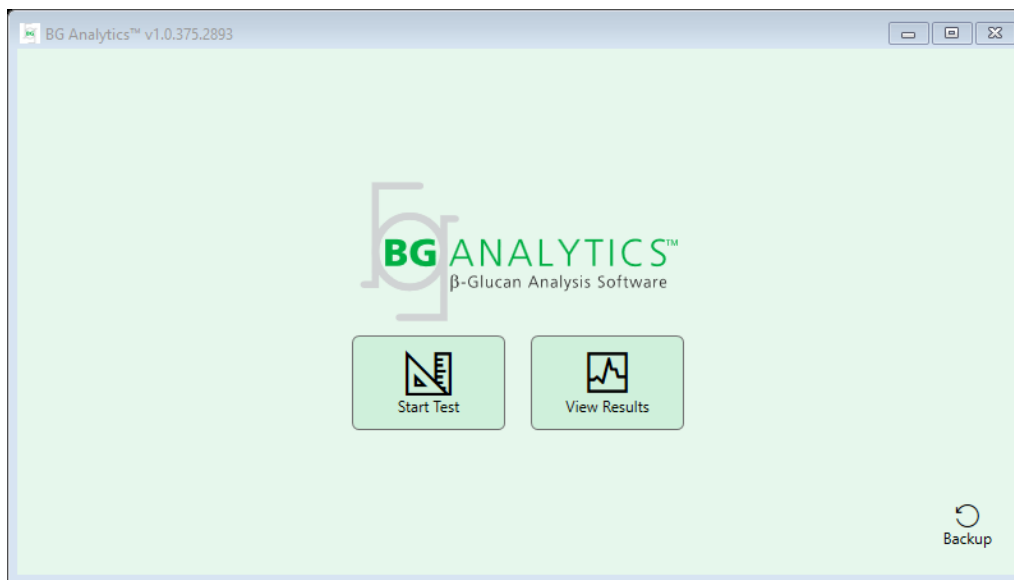 BG Analytics™ v1.0.375.2893
BG ANALYTICS™
β-Glucan Analysis Software
Start Test
View Results
Backup